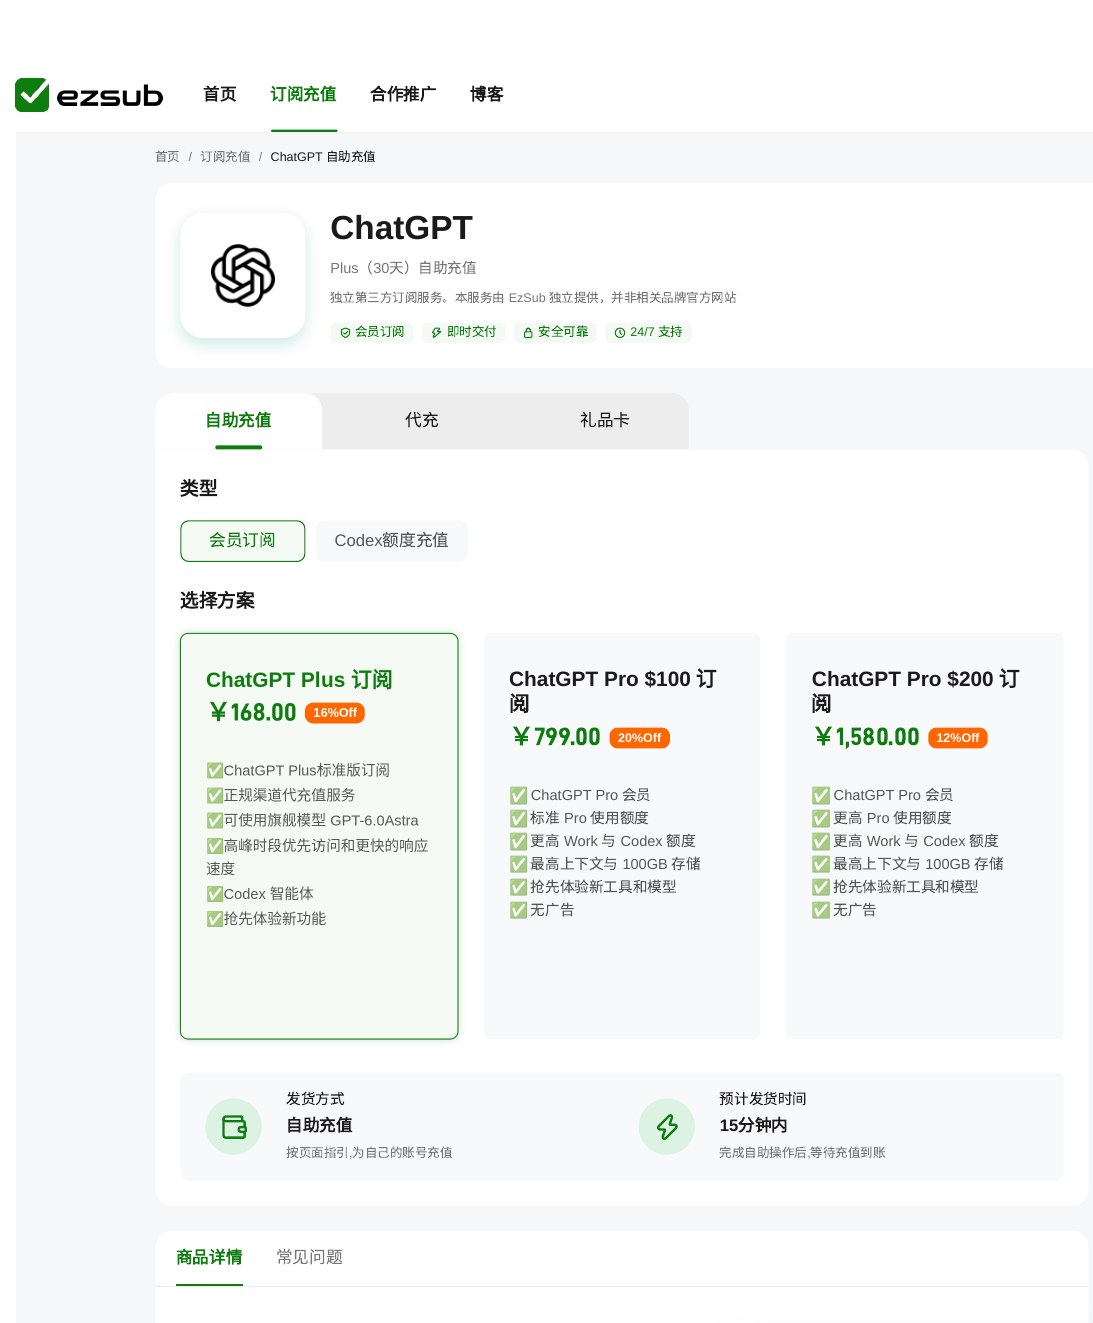 ezsub 首页 订阅充值 合作推广 博客
首页 / 订阅充值 / ChatGPT 自助充值
ChatGPT
Plus（30天）自助充值
独立第三方订阅服务。本服务由 EzSub 独立提供，并非相关品牌官方网站
会员订阅 即时交付 安全可靠 24/7 支持
自助充值 代充 礼品卡
类型
会员订阅 Codex额度充值
选择方案
ChatGPT Plus 订阅
￥168.00 16%Off
✅ChatGPT Plus标准版订阅
✅正规渠道代充值服务
✅可使用旗舰模型 GPT-6.0Astra
✅高峰时段优先访问和更快的响应
速度
✅Codex 智能体
✅抢先体验新功能
ChatGPT Pro $100 订
阅
￥799.00 20%Off
✅ ChatGPT Pro 会员
✅ 标准 Pro 使用额度
✅ 更高 Work 与 Codex 额度
✅ 最高上下文与 100GB 存储
✅ 抢先体验新工具和模型
✅ 无广告
ChatGPT Pro $200 订
阅
￥1,580.00 12%Off
✅ ChatGPT Pro 会员
✅ 更高 Pro 使用额度
✅ 更高 Work 与 Codex 额度
✅ 最高上下文与 100GB 存储
✅ 抢先体验新工具和模型
✅ 无广告
发货方式
自助充值
按页面指引,为自己的账号充值
预计发货时间
15分钟内
完成自助操作后,等待充值到账
商品详情 常见问题